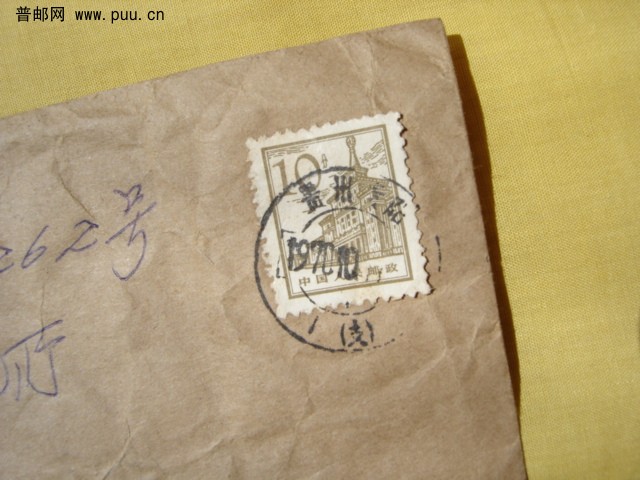 普邮网 www.puu.cn
10分
贵州
1970.10
中国人民邮政
(支)
262号